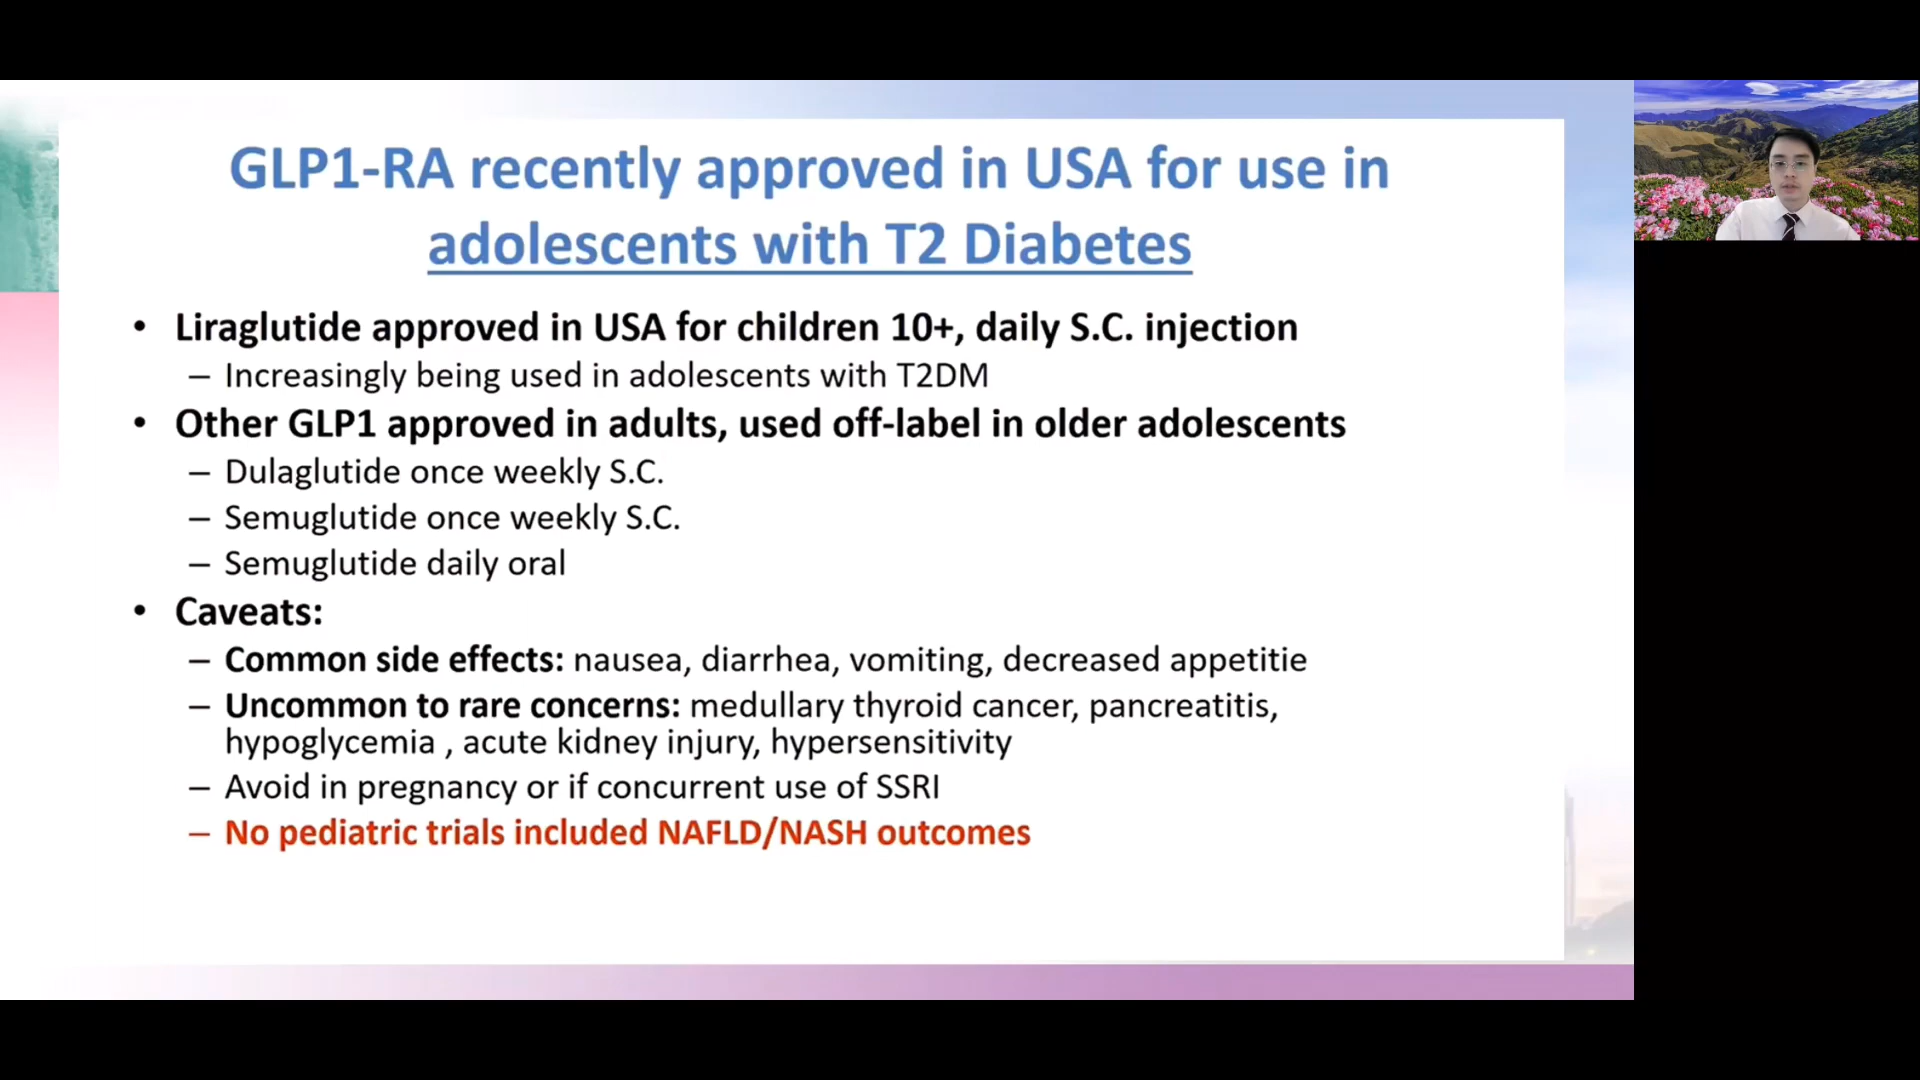 GLP1-RA recently approved in USA for use in
adolescents with T2 Diabetes
• Liraglutide approved in USA for children 10+, daily S.C. injection
– Increasingly being used in adolescents with T2DM
• Other GLP1 approved in adults, used off-label in older adolescents
– Dulaglutide once weekly S.C.
– Semuglutide once weekly S.C.
– Semuglutide daily oral
• Caveats:
– Common side effects: nausea, diarrhea, vomiting, decreased appetitie
– Uncommon to rare concerns: medullary thyroid cancer, pancreatitis,
hypoglycemia , acute kidney injury, hypersensitivity
– Avoid in pregnancy or if concurrent use of SSRI
– No pediatric trials included NAFLD/NASH outcomes